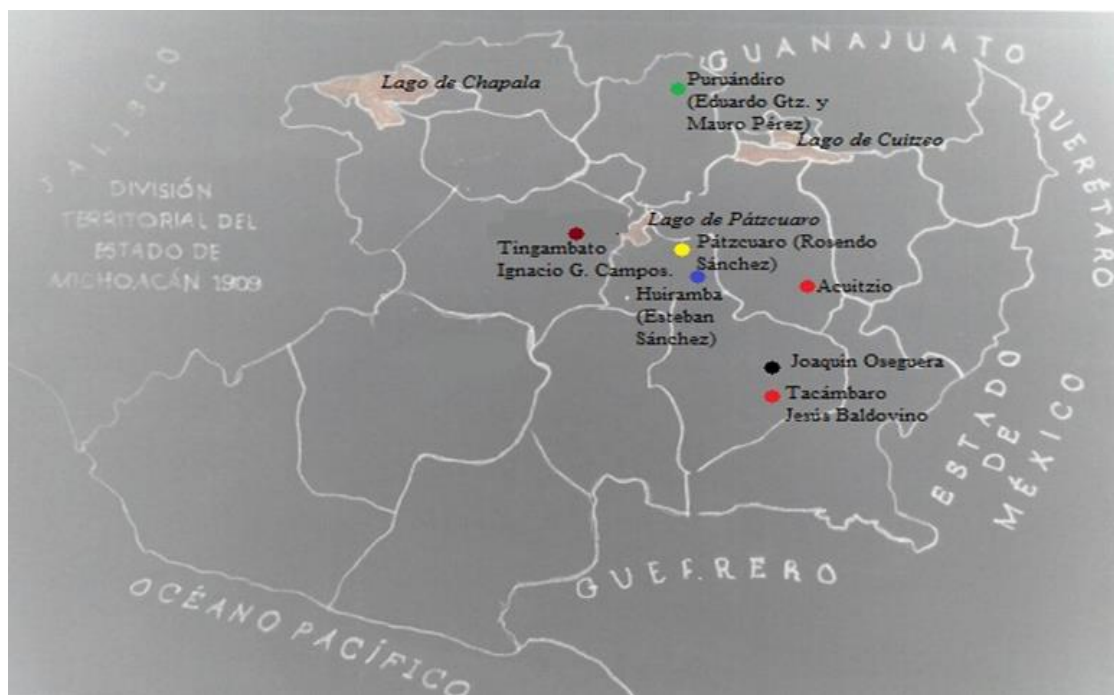 GUANAJUATO
JALISCO
Lago de Chapala
Puruándiro
(Eduardo Gtz. y
Mauro Pérez)
QUERÉTARO
Lago de Cuitzeo
DIVISIÓN
TERRITORIAL DEL
ESTADO DE
MICHOACÁN 1909
Lago de Pátzcuaro
Pátzcuaro (Rosendo
Sánchez)
Tingambato
Ignacio G. Campos.
Huiramba
(Esteban
Sánchez)
Acuitzio
Joaquín Oseguera
Tacámbaro
Jesús Baldovino
ESTADO
DE
MÉXICO
GUERRERO
OCÉANO PACÍFICO